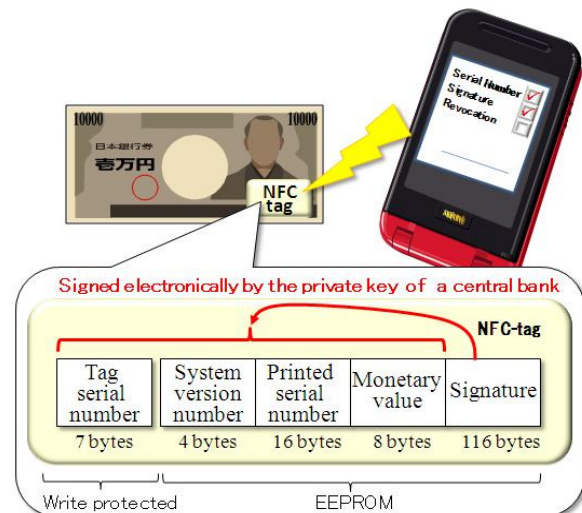 10000 10000
日本銀行券
壱万円
NFC
tag
Serial Number
Signature
Revocation
Signed electronically by the private key of a central bank
NFC-tag
Tag serial number
System version number
Printed serial number
Monetary value
Signature
7 bytes 4 bytes 16 bytes 8 bytes 116 bytes
Write protected EEPROM